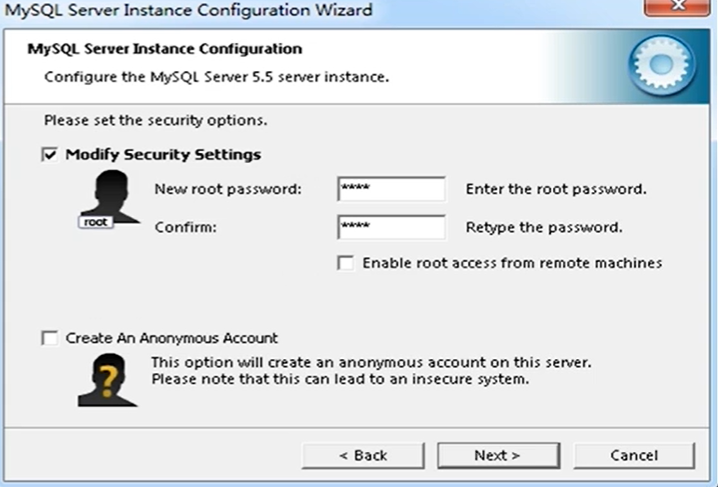 MySQL Server Instance Configuration Wizard
MySQL Server Instance Configuration
Configure the MySQL Server 5.5 server instance.
Please set the security options.
Modify Security Settings
New root password: **** Enter the root password.
root
Confirm: **** Retype the password.
Enable root access from remote machines
Create An Anonymous Account
This option will create an anonymous account on this server.
Please note that this can lead to an insecure system.
< Back Next > Cancel